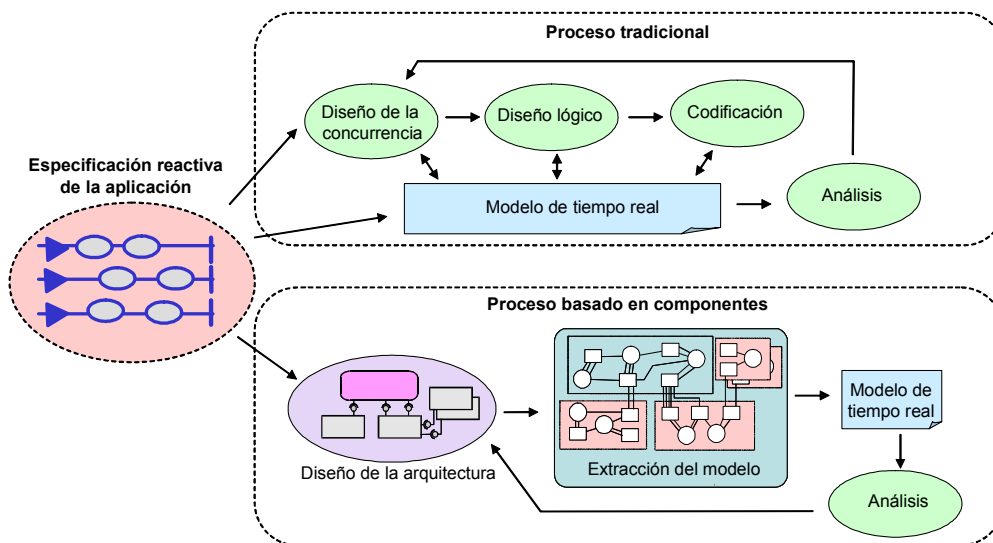 Proceso tradicional
Diseño de la
concurrencia
Diseño lógico
Codificación
Especificación reactiva
de la aplicación
Modelo de tiempo real
Análisis
Proceso basado en componentes
Diseño de la arquitectura
Extracción del modelo
Modelo de
tiempo real
Análisis